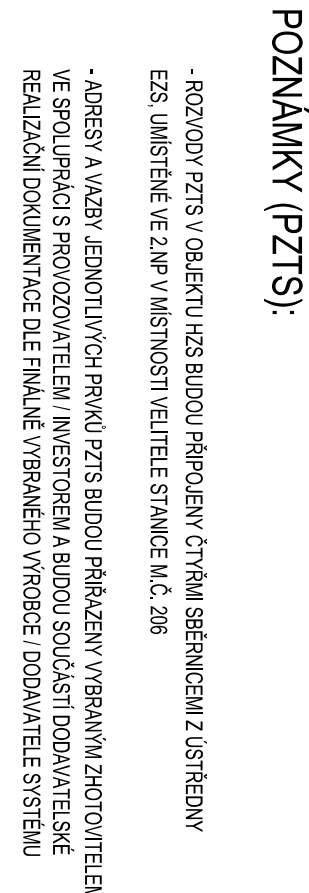 POZNÁMKY (PZTS):
- ROZVODY PZTS V OBJEKTU HZS BUDOU PŘIPOJENY ČTYŘMI SBĚRNICEMI Z ÚSTŘEDNY
EZS, UMÍSTĚNÉ VE 2.NP V MÍSTNOSTI VELITELE STANICE M.Č. 206
- ADRESY A VAZBY JEDNOTLIVÝCH PRVKŮ PZTS BUDOU PŘIŘAZENY VYBRANÝM ZHOTOVITELEM
VE SPOLUPRÁCI S PROVOZOVATELEM / INVESTOREM A BUDOU SOUČÁSTÍ DODAVATELSKÉ
REALIZAČNÍ DOKUMENTACE DLE FINÁLNĚ VYBRANÉHO VÝROBCE / DODAVATELE SYSTÉMU